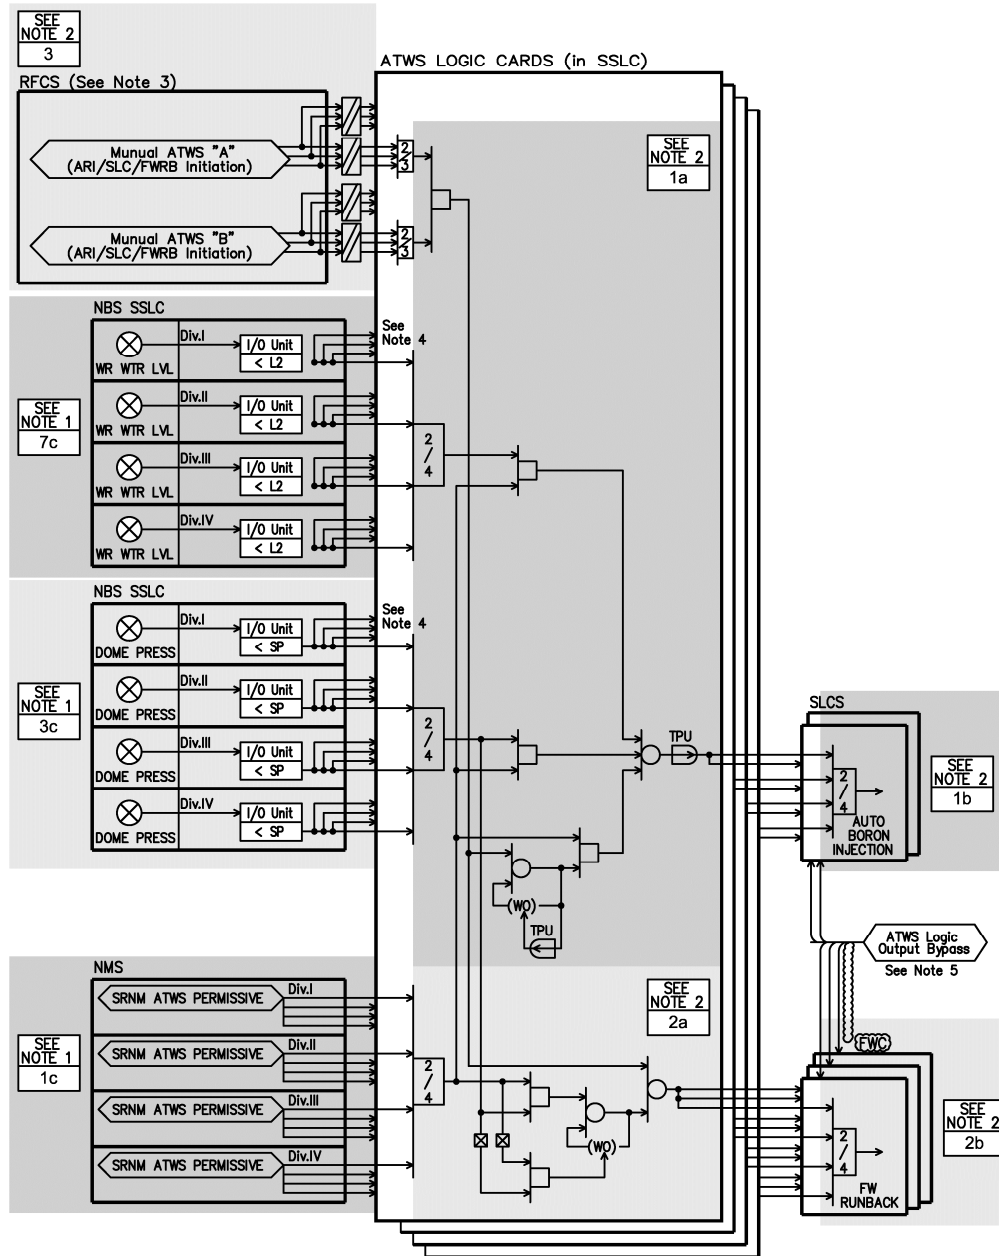 SEE
NOTE 2
3
RFCS (See Note 3)
Munual ATWS "A"
(ARI/SLC/FWRB Initiation)
Munual ATWS "B"
(ARI/SLC/FWRB Initiation)
ATWS LOGIC CARDS (in SSLC)
2
3
2
3
SEE
NOTE 2
1a
NBS SSLC
SEE
NOTE 1
7c
Div.I
WR WTR LVL
I/O Unit
< L2
Div.II
WR WTR LVL
I/O Unit
< L2
Div.III
WR WTR LVL
I/O Unit
< L2
Div.IV
WR WTR LVL
I/O Unit
< L2
See
Note 4
2
/
4
NBS SSLC
SEE
NOTE 1
3c
Div.I
DOME PRESS
I/O Unit
< SP
Div.II
DOME PRESS
I/O Unit
< SP
Div.III
DOME PRESS
I/O Unit
< SP
Div.IV
DOME PRESS
I/O Unit
< SP
See
Note 4
2
/
4
TPU
(WO)
TPU
SLCS
2
/
4
AUTO
BORON
INJECTION
SEE
NOTE 2
1b
ATWS Logic
Output Bypass
See Note 5
NMS
SEE
NOTE 1
1c
SRNM ATWS PERMISSIVE
Div.I
SRNM ATWS PERMISSIVE
Div.II
SRNM ATWS PERMISSIVE
Div.III
SRNM ATWS PERMISSIVE
Div.IV
2
/
4
SEE
NOTE 2
2a
(WO)
FWC
2
/
4
FW
RUNBACK
SEE
NOTE 2
2b